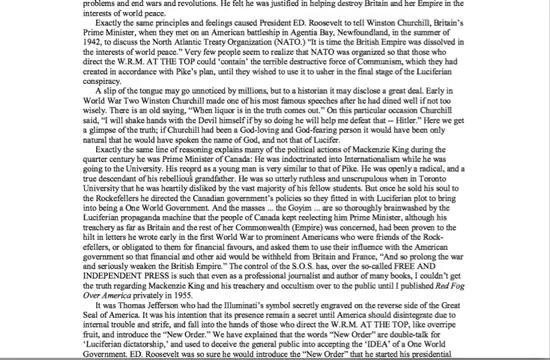 problems and end wars and revolutions. He felt he was justified in helping destroy Britain and her Empire in the
interests of world peace.
Exactly the same principles and feelings caused President ED. Roosevelt to tell Winston Churchill, Britain's
Prime Minister, when they met on an American battleship in Agentia Bay, Newfoundland, in the summer of
1942, to discuss the North Atlantic Treaty Organization (NATO.) "It is time the British Empire was dissolved in
the interests of world peace." Very few people seem to realize that NATO was organized so that those who
direct the W.R.M. AT THE TOP could 'contain' the terrible destructive force of Communism, which they had
created in accordance with Pike's plan, until they wished to use it to usher in the final stage of the Luciferian
conspiracy.
A slip of the tongue may go unnoticed by millions, but to a historian it may disclose a great deal. Early in
World War Two Winston Churchill made one of his most famous speeches after he had dined well if not too
wisely. There is an old saying, "When liquor is in the truth comes out." On this particular occasion Churchill
said, "I will shake hands with the Devil himself if by so doing he will help me defeat that -- Hitler." Here we get
a glimpse of the truth; if Churchill had been a God-loving and God-fearing person it would have been only
natural that he would have spoken the name of God, and not that of Lucifer.
Exactly the same line of reasoning explains many of the political actions of Mackenzie King during the
quarter century he was Prime Minister of Canada: He was indoctrinated into Internationalism while he was
going to the University. His record as a young man is very similar to that of Pike. He was openly a radical, and a
true descendant of his rebellious grandfather. He was so utterly ruthless and unscrupulous when in Toronto
University that he was heartily disliked by the vast majority of his fellow students. But once he sold his soul to
the Rockefellers he directed the Canadian government's policies so they fitted in with Luciferian plot to bring
into being a One World Government. And the masses ... the Goyim ... are so thoroughly brainwashed by the
Luciferian propaganda machine that the people of Canada kept reelecting him Prime Minister, although his
treachery as far as Britain and the rest of her Commonwealth (Empire) was concerned, had been proven to the
hilt in letters he wrote early in the first World War to prominent Americans who were friends of the Rock-
efellers, or obligated to them for financial favours, and asked them to use their influence with the American
government so that financial and other aid would be withheld from Britain and France, "And so prolong the war
and seriously weaken the British Empire." The control of the S.O.S. has, over the so-called FREE AND
INDEPENDENT PRESS is such that even as a professional journalist and author of many books, I couldn't get
the truth regarding Mackenzie King and his treachery and occultism over to the public until I published Red Fog
Over America privately in 1955.
It was Thomas Jefferson who had the Illuminati's symbol secretly engraved on the reverse side of the Great
Seal of America. It was his intention that its presence remain a secret until America should disintegrate due to
internal trouble and strife, and fall into the hands of those who direct the W.R.M. AT THE TOP, like overripe
fruit, and introduce the "New Order." We have explained that the words "New Order" are double-talk for
'Luciferian dictatorship,' and used to deceive the general public into accepting the 'IDEA' of a One World
Government. ED. Roosevelt was so sure he would introduce the "New Order" that he started his presidential